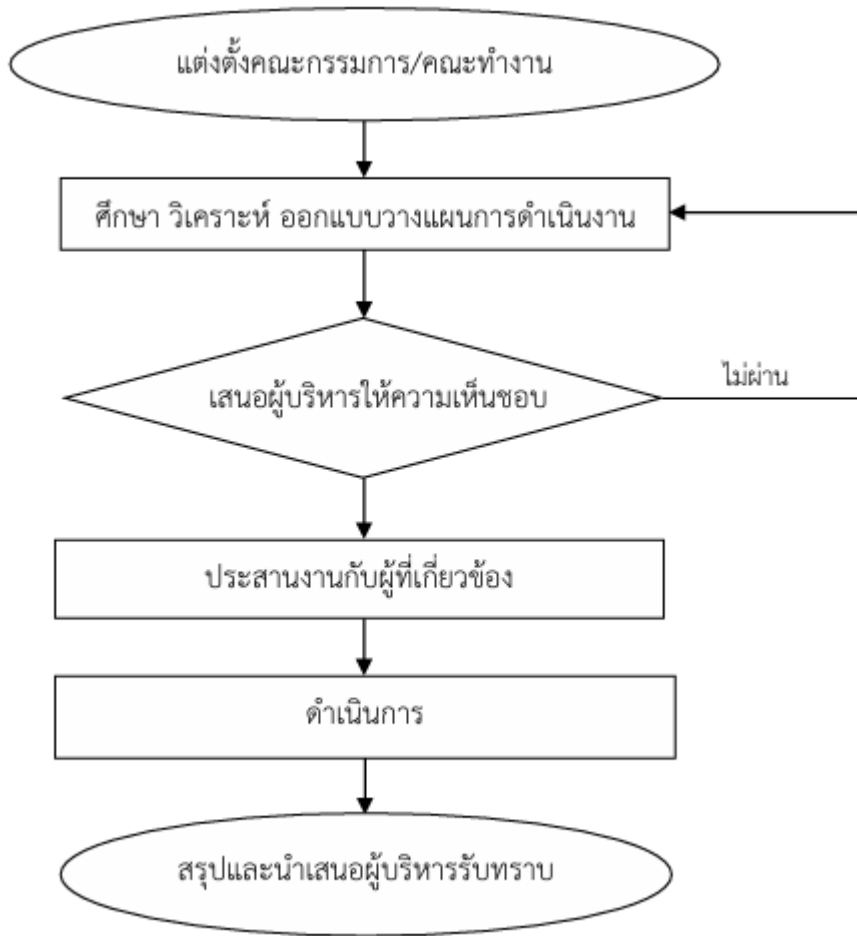 แต่งตั้งคณะกรรมการ/คณะทำงาน
ศึกษา วิเคราะห์ ออกแบบวางแผนการดำเนินงาน
เสนอผู้บริหารให้ความเห็นชอบ
ไม่ผ่าน
ประสานงานกับผู้ที่เกี่ยวข้อง
ดำเนินการ
สรุปและนำเสนอผู้บริหารรับทราบ